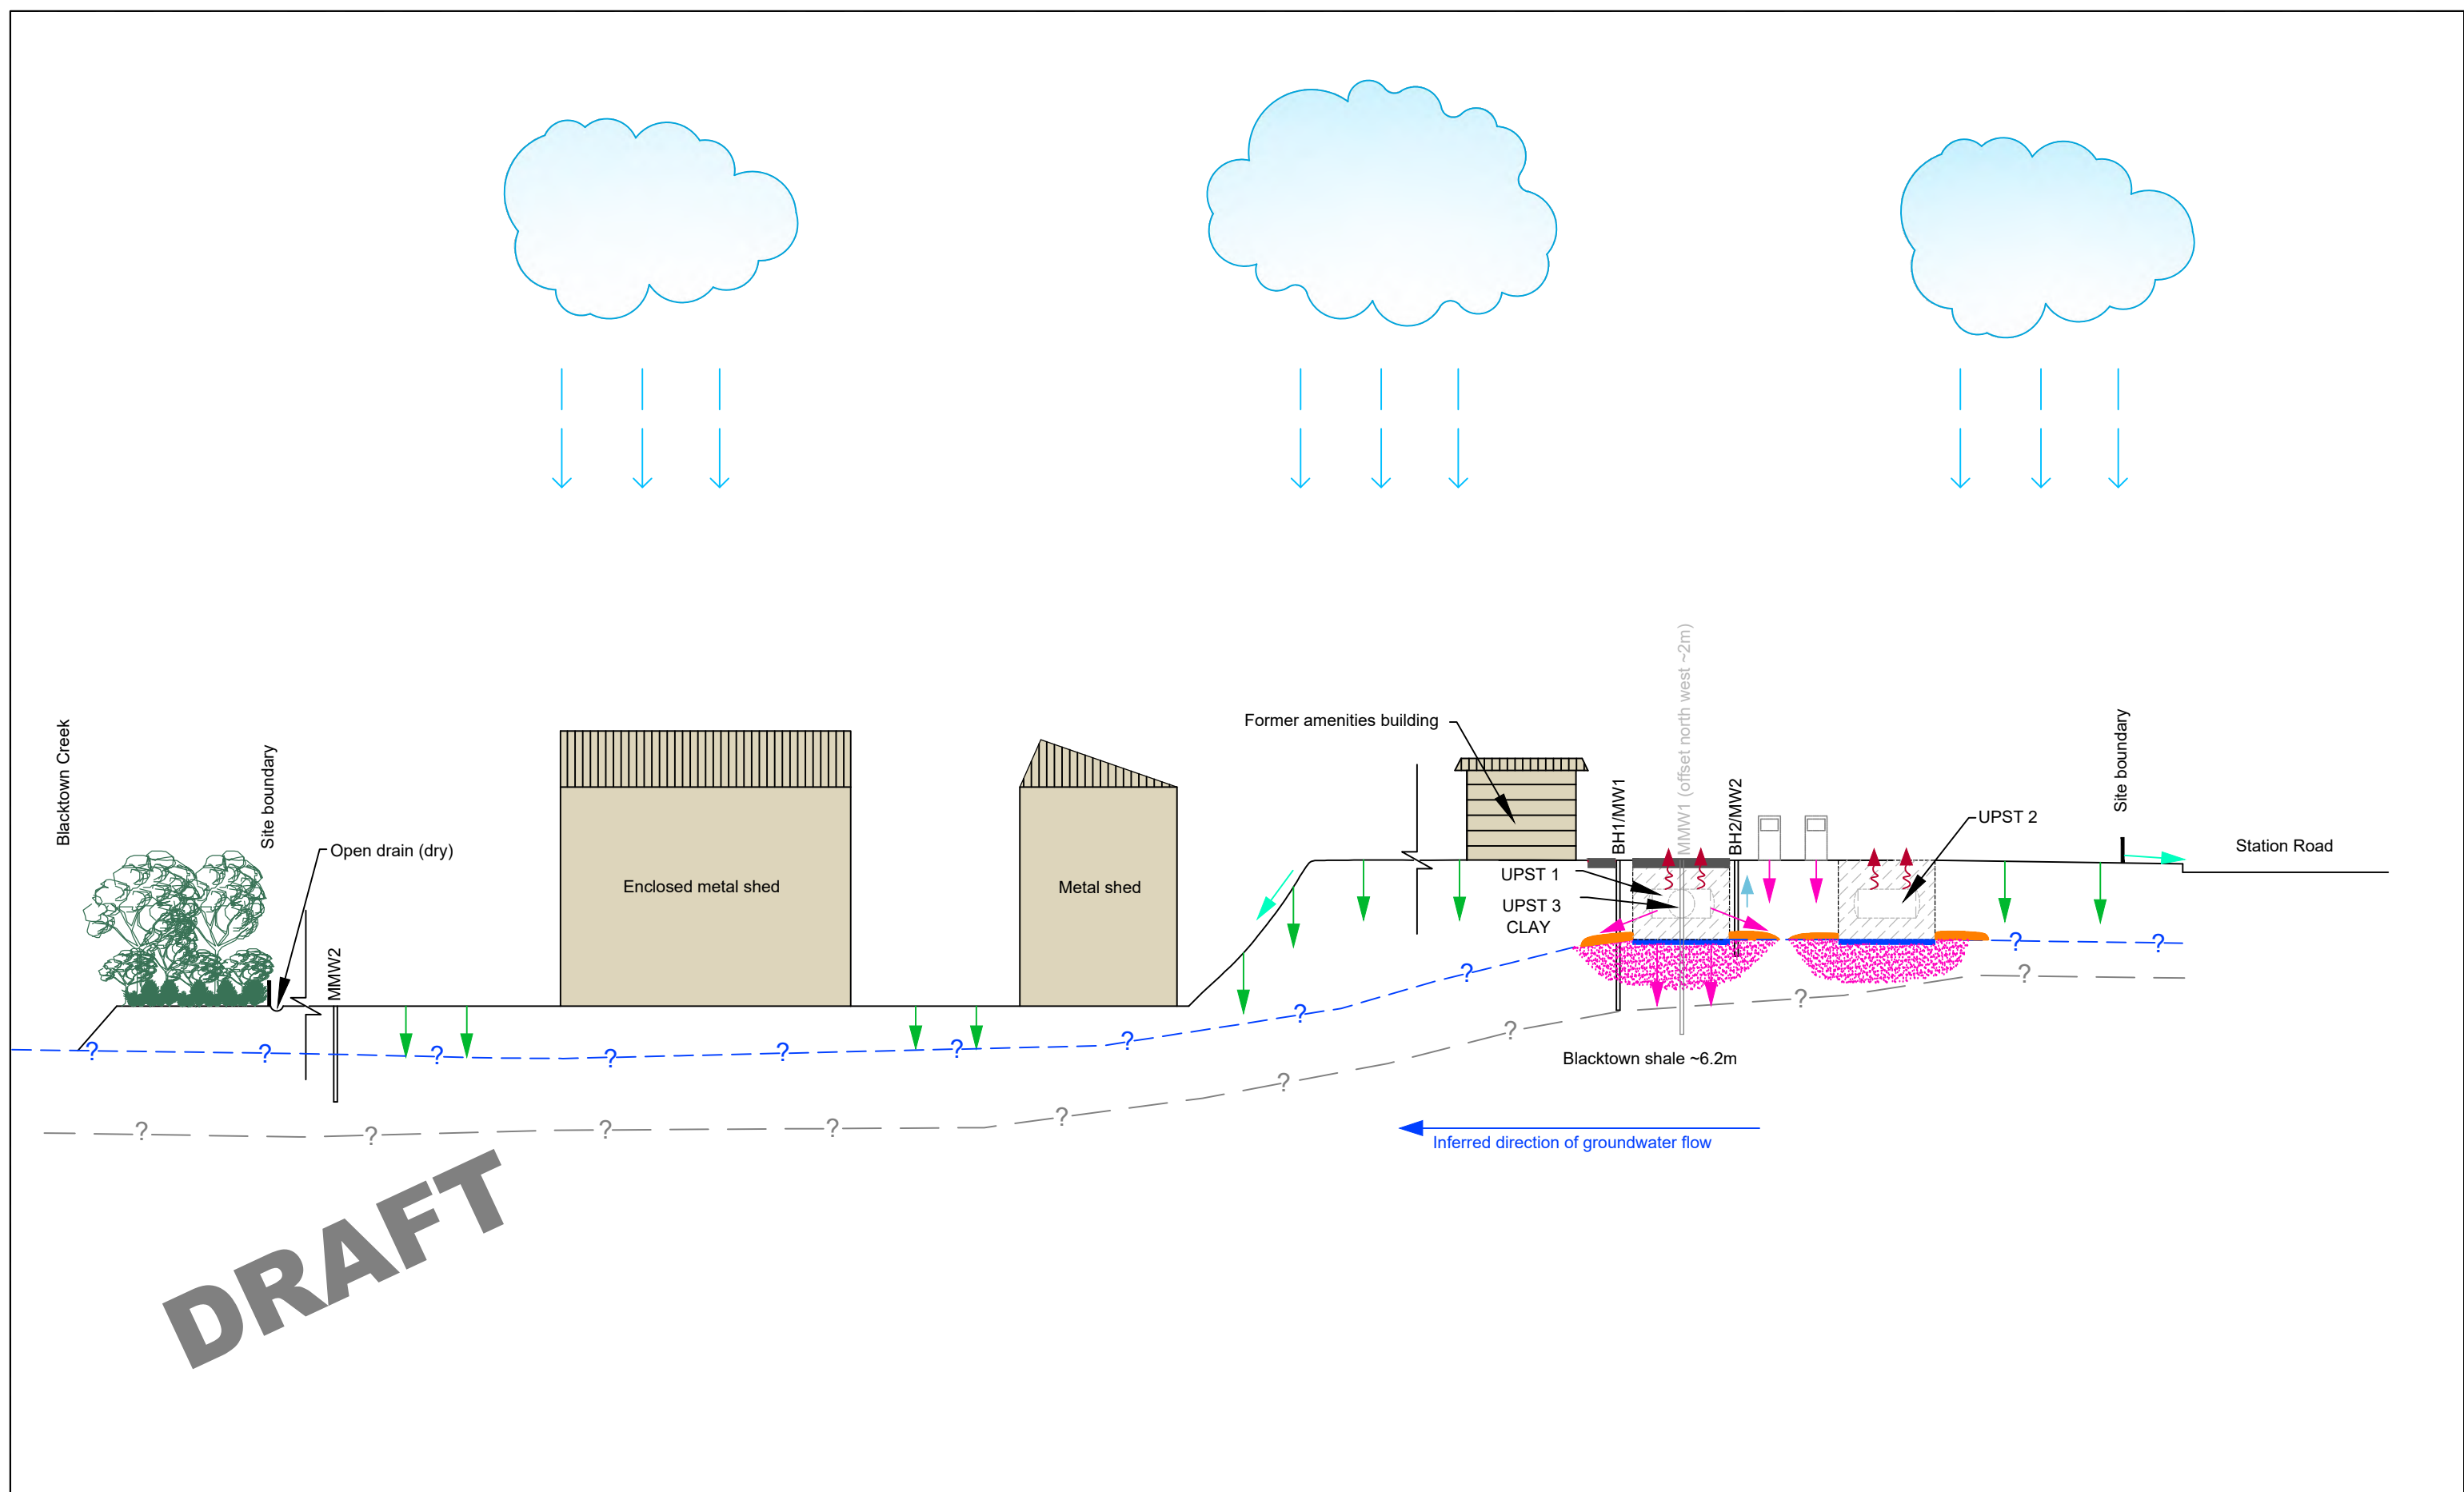 MMW1 (offset north west ~2m)
Blacktown Creek
Site boundary
Former amenities building
Site boundary
BH1/MW1
BH2/MW2
UPST 2
Open drain (dry)
Station Road
Enclosed metal shed
Metal shed
UPST 1
UPST 3
CLAY
MMW2
? ?
?
?
?
?
? ? ? ? ? ? ?
?
?
?
Blacktown shale ~6.2m
? ? ? ? ?
Inferred direction of groundwater flow
DRAFT